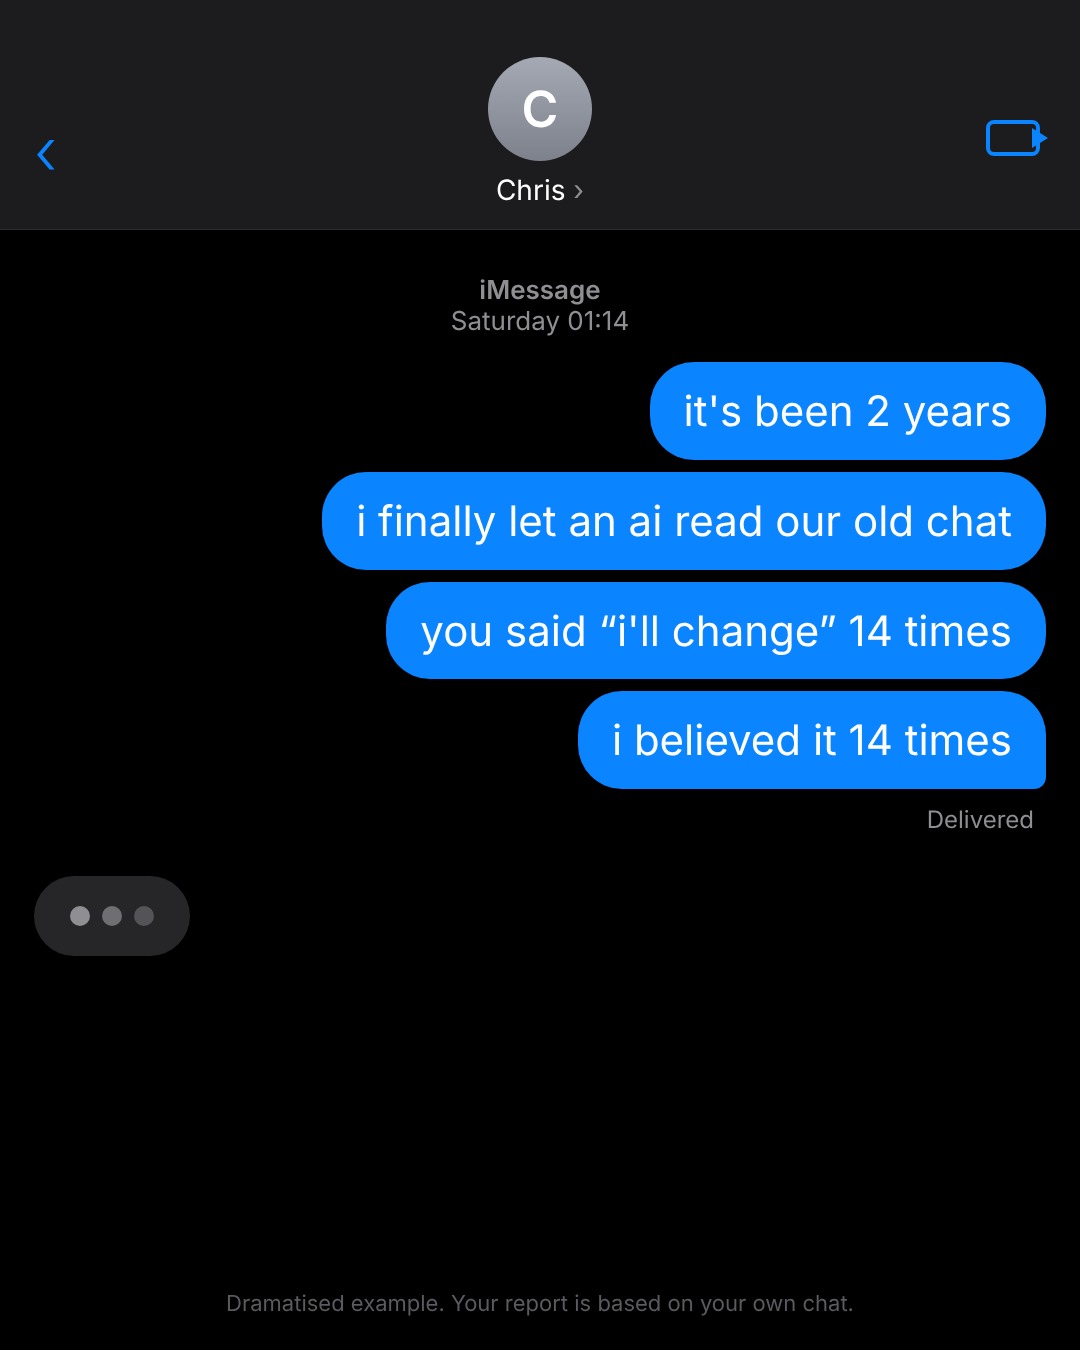 C
Chris ›
iMessage
Saturday 01:14
it's been 2 years
i finally let an ai read our old chat
you said “i'll change” 14 times
i believed it 14 times
Delivered
Dramatised example. Your report is based on your own chat.